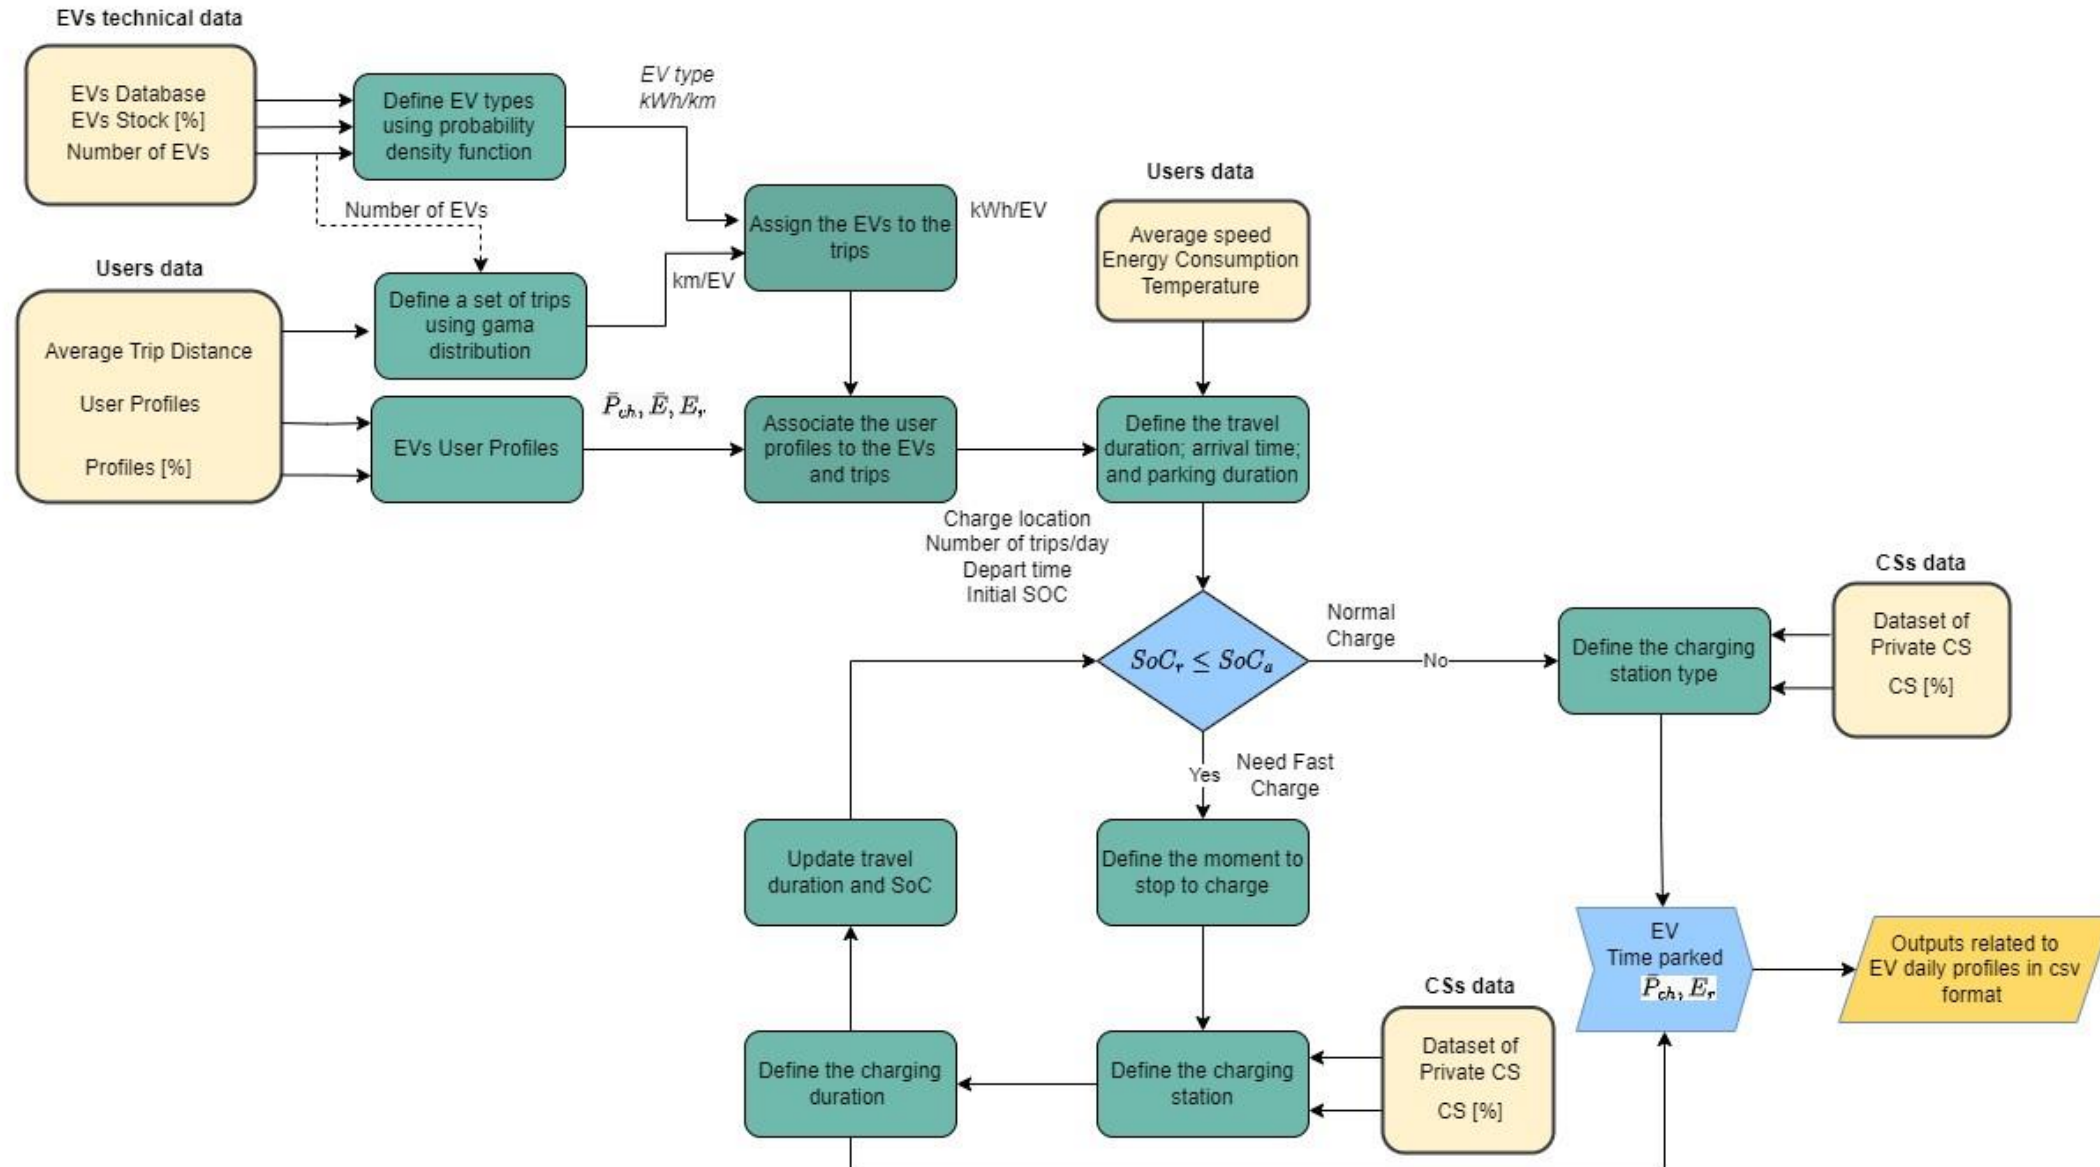 EVs technical data
EVs Database
EVs Stock [%]
Number of EVs
Define EV types
using probability
density function
EV type
kWh/km
Number of EVs
Users data
Average Trip Distance
User Profiles
Profiles [%]
Define a set of trips
using gama
distribution
km/EV
Assign the EVs to the
trips
kWh/EV
Users data
Average speed
Energy Consumption
Temperature
EVs User Profiles
P̄ch, Ē, Er
Associate the user
profiles to the EVs
and trips
Define the travel
duration; arrival time;
and parking duration
Charge location
Number of trips/day
Depart time
Initial SOC
SoCr ≤ SoCa
Normal
Charge
No
Define the charging
station type
CSs data
Dataset of
Private CS
CS [%]
Yes
Need Fast
Charge
Update travel
duration and SoC
Define the moment to
stop to charge
EV
Time parked
P̄ch, Er
Outputs related to
EV daily profiles in csv
format
Define the charging
duration
Define the charging
station
CSs data
Dataset of
Private CS
CS [%]